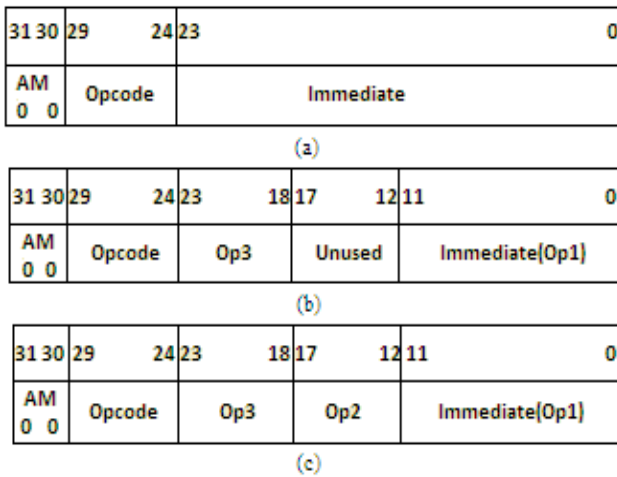 31 30 29 24 23 0
AM Opcode Immediate
0 0
(a)
31 30 29 24 23 18 17 12 11 0
AM Opcode Op3 Unused Immediate(Op1)
0 0
(b)
31 30 29 24 23 18 17 12 11 0
AM Opcode Op3 Op2 Immediate(Op1)
0 0
(c)